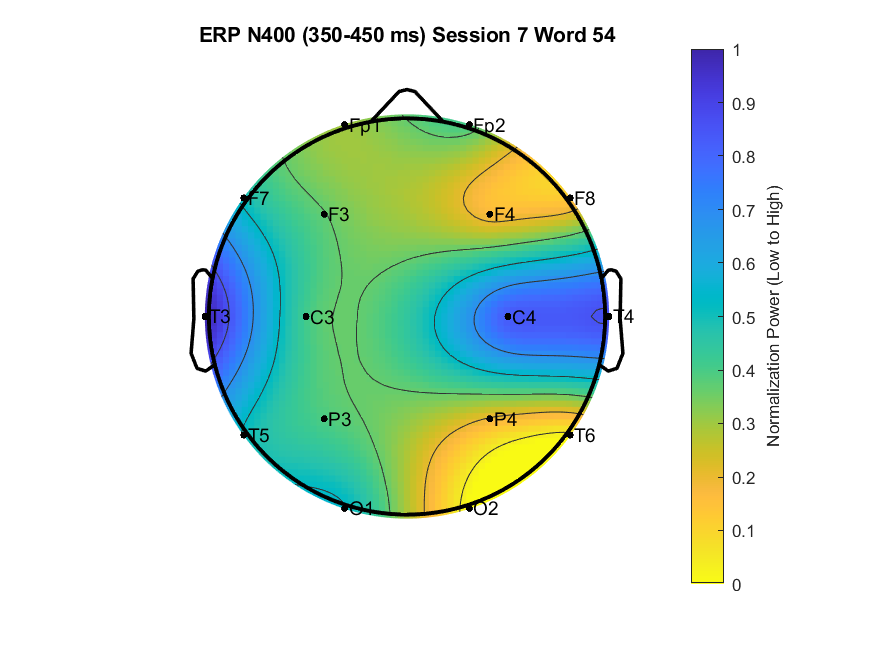 ERP N400 (350-450 ms) Session 7 Word 54
Fp1 Fp2
F7 F8
F3 F4
T3 C3 C4 T4
P3 P4
T5 T6
O1 O2
1
0.9
0.8
0.7
0.6
0.5
0.4
0.3
0.2
0.1
0
Normalization Power (Low to High)